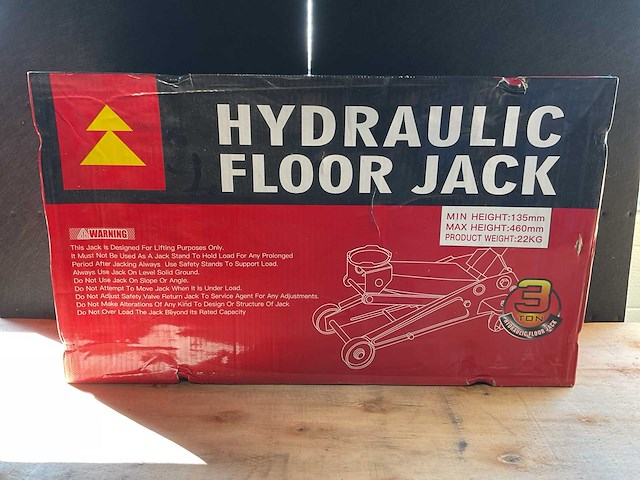 HYDRAULIC
FLOOR JACK
MIN HEIGHT:135mm
MAX HEIGHT:460mm
PRODUCT WEIGHT:22KG
WARNING
This Jack is Designed For Lifting Purposes Only.
It Must Not Be Used As A Jack Stand To Hold Load For Any Prolonged
Period After Jacking Always Use Safety Stands To Support Load.
Always Use Jack On Level Solid Ground.
Do Not Use Jack On Slope Or Angle.
Do Not Attempt To Move Jack When It Is Under Load.
Do Not Adjust Safety Valve Return Jack To Service Agent For Any Adjustments.
Do Not Make Alterations Of Any Kind To Design Or Structure Of Jack
Do Not Over Load The Jack Beyond Its Rated Capacity
3
TON
HYDRAULIC FLOOR JACK